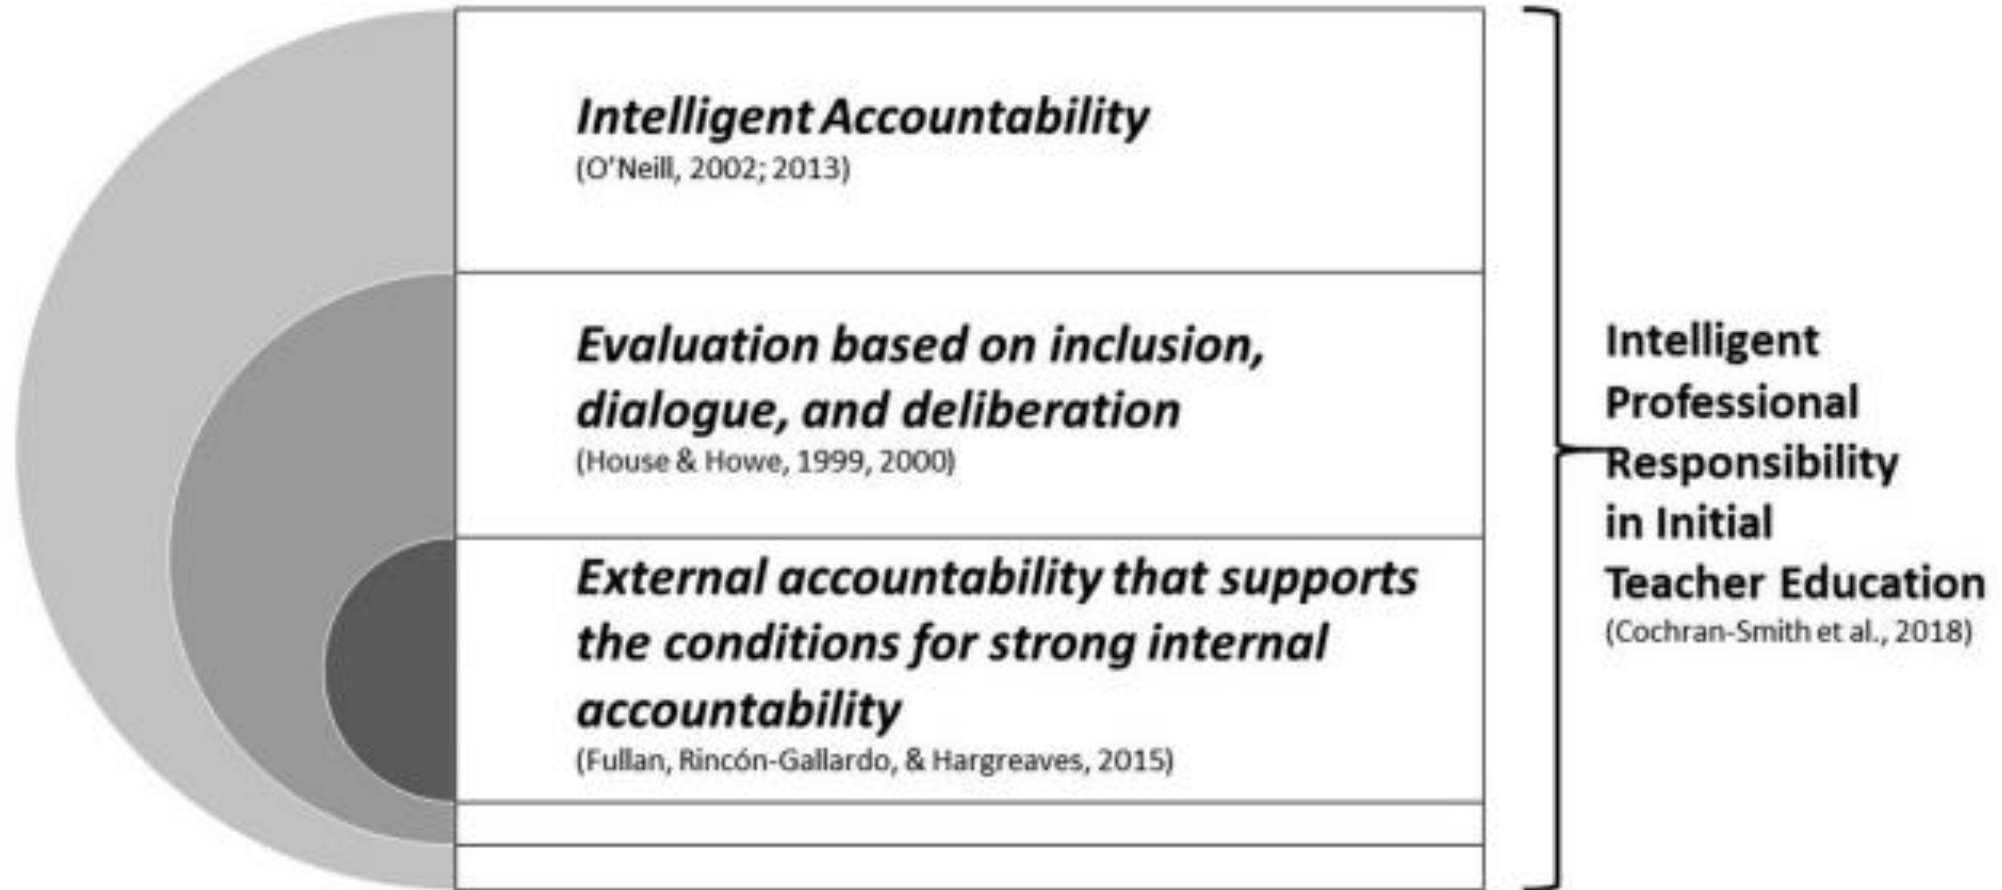 Intelligent Accountability
(O'Neill, 2002; 2013)
Evaluation based on inclusion,
dialogue, and deliberation
(House & Howe, 1999, 2000)
External accountability that supports
the conditions for strong internal
accountability
(Fullan, Rincón-Gallardo, & Hargreaves, 2015)
Intelligent
Professional
Responsibility
in Initial
Teacher Education
(Cochran-Smith et al., 2018)